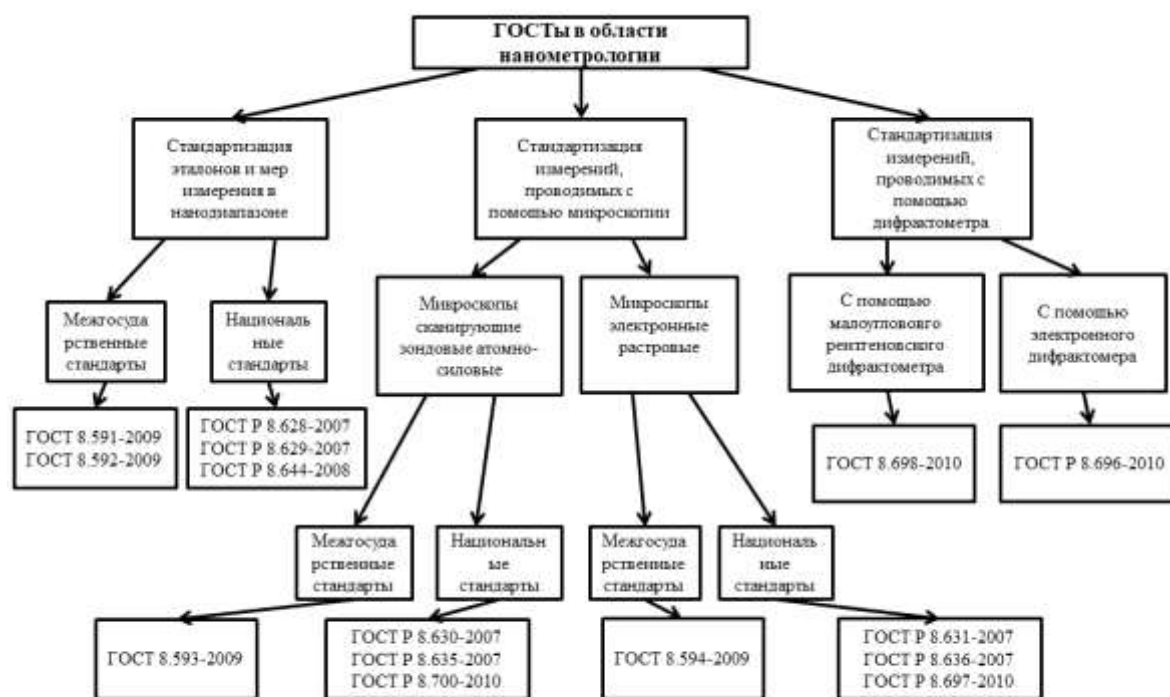 ГОСТы в области
нанометрологии
Стандартизация
эталонов и мер
измерения в
нанодиапазоне
Стандартизация
измерений,
проводимых с
помощью микроскопии
Стандартизация
измерений,
проводимых с
помощью
дифрактометра
Межгосуда
рственные
стандарты
Националь
ные
стандарты
Микроскопы
сканирующие
зондовые атомно-
силовые
Микроскопы
электронные
растровые
С помощью
малоуглововго
рентгеновского
дифрактометра
С помощью
электронного
дифрактомера
ГОСТ 8.591-2009
ГОСТ 8.592-2009
ГОСТ Р 8.628-2007
ГОСТ Р 8.629-2007
ГОСТ Р 8.644-2008
ГОСТ 8.698-2010
ГОСТ Р 8.696-2010
Межгосуда
рственные
стандарты
Национальн
ые
стандарты
Межгосуда
рственные
стандарты
Националь
ные
стандарты
ГОСТ 8.593-2009
ГОСТ Р 8.630-2007
ГОСТ Р 8.635-2007
ГОСТ Р 8.700-2010
ГОСТ 8.594-2009
ГОСТ Р 8.631-2007
ГОСТ Р 8.636-2007
ГОСТ Р 8.697-2010